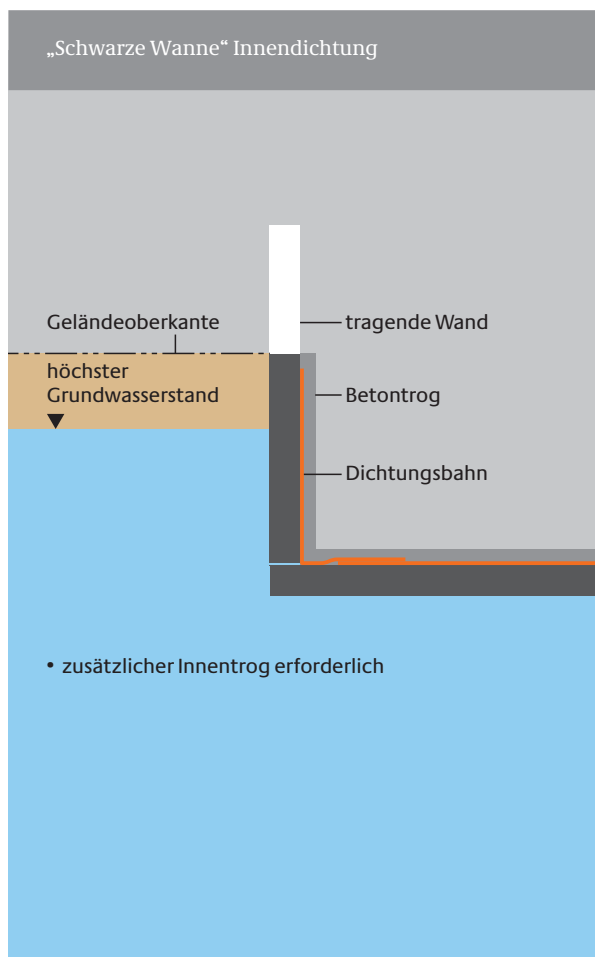 „Schwarze Wanne“ Innendichtung
Geländeoberkante
tragende Wand
höchster
Grundwasserstand
Betontrog
Dichtungsbahn
• zusätzlicher Innentrog erforderlich